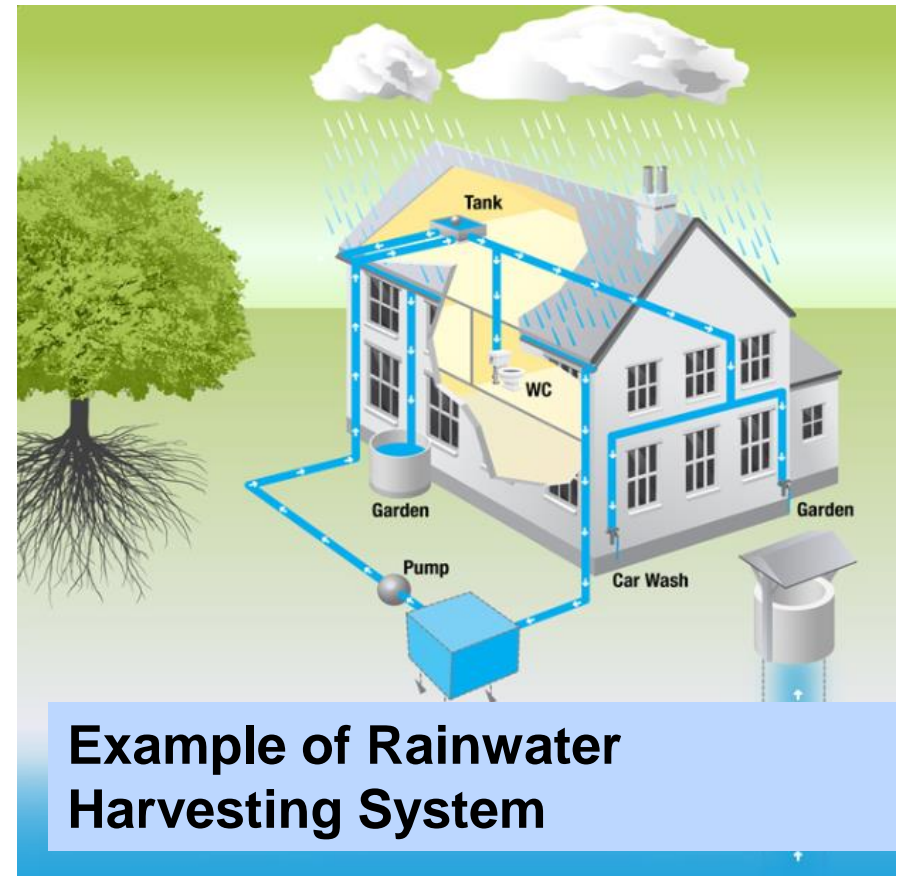 Tank
WC
Garden
Garden
Pump
Car Wash
Example of Rainwater
Harvesting System